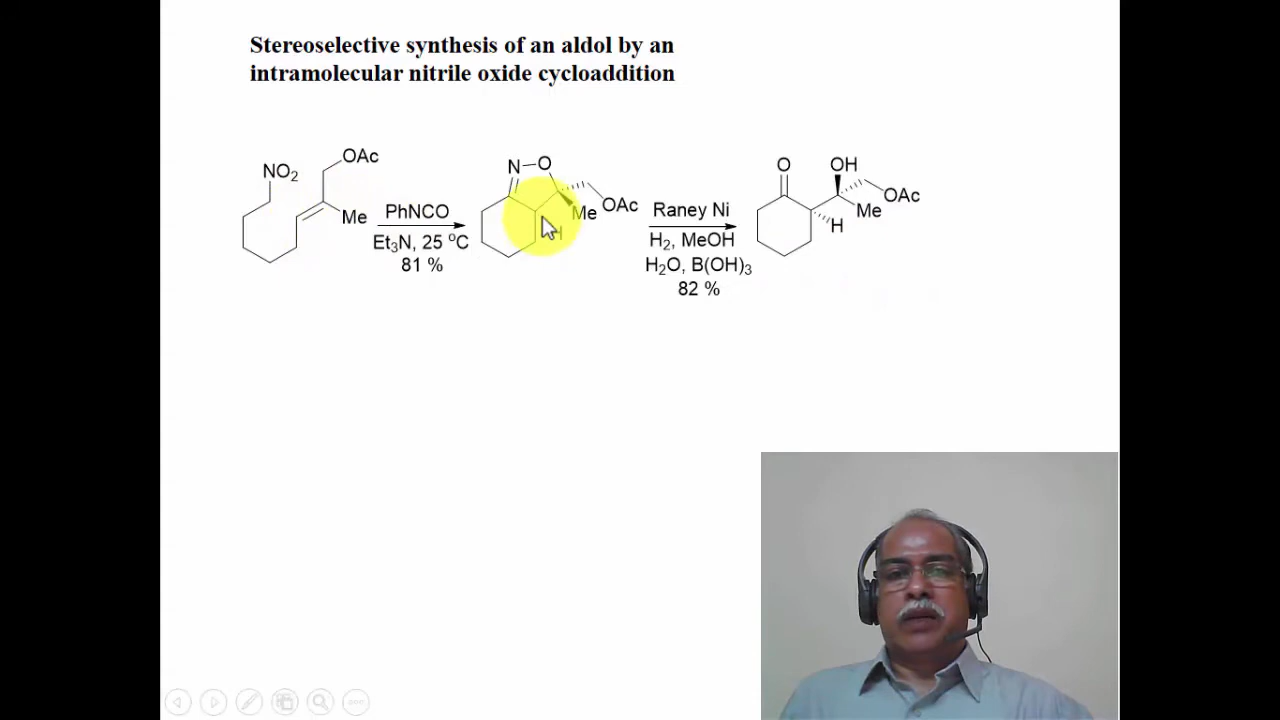 Stereoselective synthesis of an aldol by an
intramolecular nitrile oxide cycloaddition
NO2
OAc
Me
PhNCO
Et3N, 25 °C
81 %
N
O
OAc
Me
H
Raney Ni
H2, MeOH
H2O, B(OH)3
82 %
O
OH
OAc
Me
H